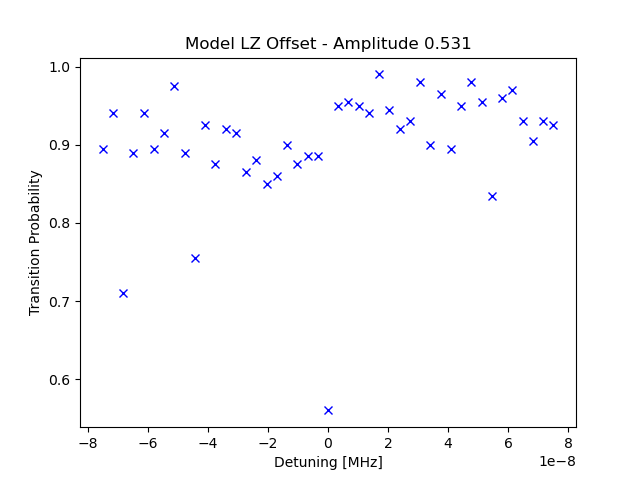 Model LZ Offset - Amplitude 0.531
Transition Probability
1.0
0.9
0.8
0.7
0.6
−8 −6 −4 −2 0 2 4 6 8
1e−8
Detuning [MHz]